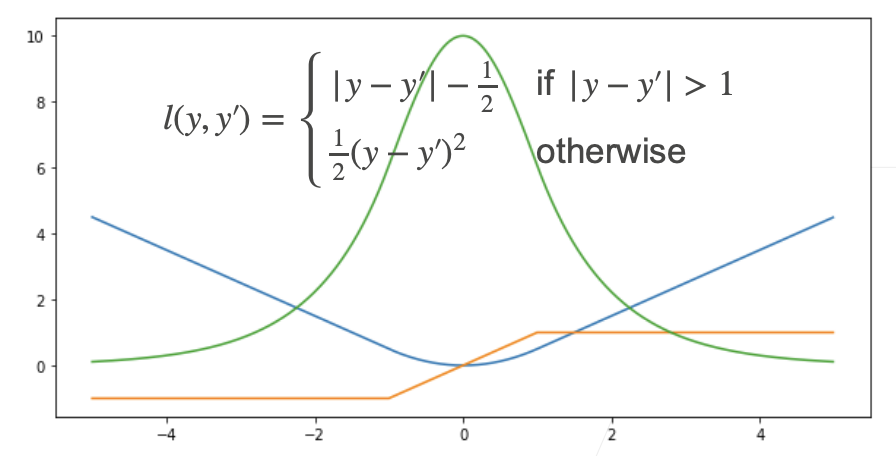 10
8
6
4
2
0
l(y, y′) = { |y − y′| − 1/2 if |y − y′| > 1
1/2(y − y′)² otherwise
−4 −2 0 2 4